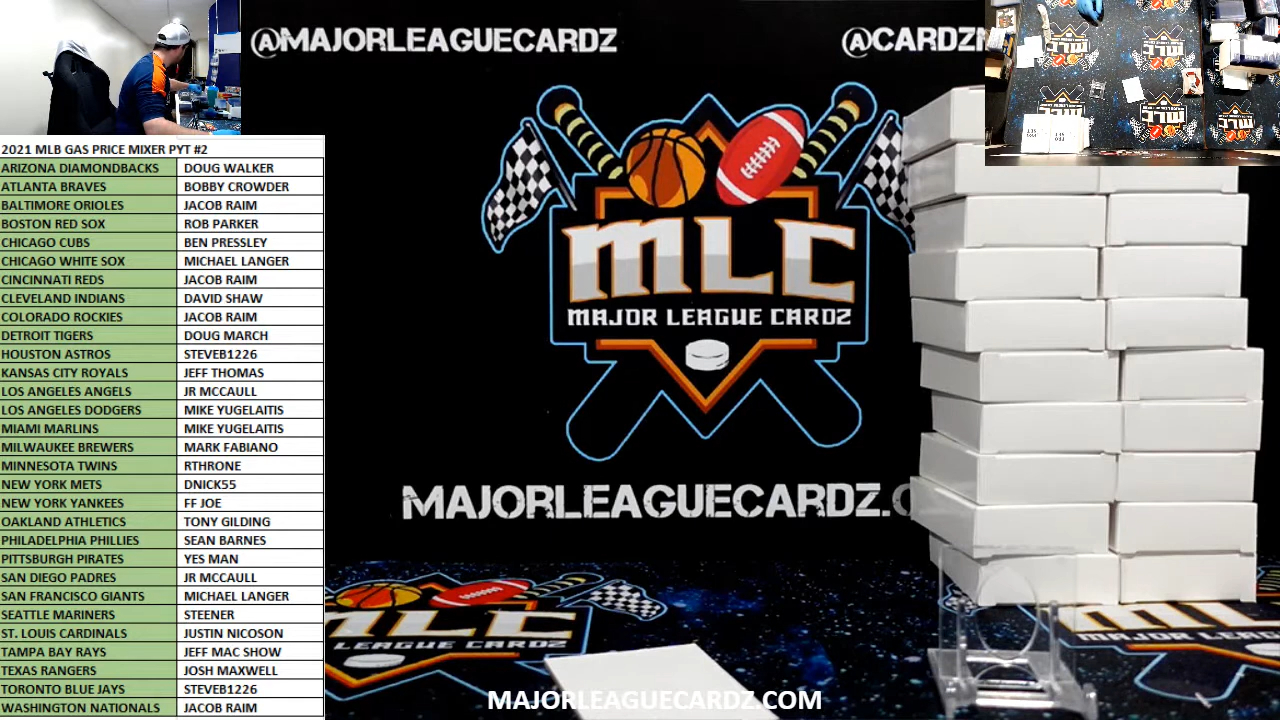 @MAJORLEAGUECARDZ
@CARDZ
MLC
MAJOR LEAGUE CARDZ
MAJORLEAGUECARDZ.
LEAGUE CARDZ
MAJOR LEAGUE
MAJORLEAGUECARDZ.COM
2021 MLB GAS PRICE MIXER PYT #2
ARIZONA DIAMONDBACKS DOUG WALKER
ATLANTA BRAVES BOBBY CROWDER
BALTIMORE ORIOLES JACOB RAIM
BOSTON RED SOX ROB PARKER
CHICAGO CUBS BEN PRESSLEY
CHICAGO WHITE SOX MICHAEL LANGER
CINCINNATI REDS JACOB RAIM
CLEVELAND INDIANS DAVID SHAW
COLORADO ROCKIES JACOB RAIM
DETROIT TIGERS DOUG MARCH
HOUSTON ASTROS STEVEB1226
KANSAS CITY ROYALS JEFF THOMAS
LOS ANGELES ANGELS JR MCCAULL
LOS ANGELES DODGERS MIKE YUGELAITIS
MIAMI MARLINS MIKE YUGELAITIS
MILWAUKEE BREWERS MARK FABIANO
MINNESOTA TWINS RTHRONE
NEW YORK METS DNICK55
NEW YORK YANKEES FF JOE
OAKLAND ATHLETICS TONY GILDING
PHILADELPHIA PHILLIES SEAN BARNES
PITTSBURGH PIRATES YES MAN
SAN DIEGO PADRES JR MCCAULL
SAN FRANCISCO GIANTS MICHAEL LANGER
SEATTLE MARINERS STEENER
ST. LOUIS CARDINALS JUSTIN NICOSON
TAMPA BAY RAYS JEFF MAC SHOW
TEXAS RANGERS JOSH MAXWELL
TORONTO BLUE JAYS STEVEB1226
WASHINGTON NATIONALS JACOB RAIM